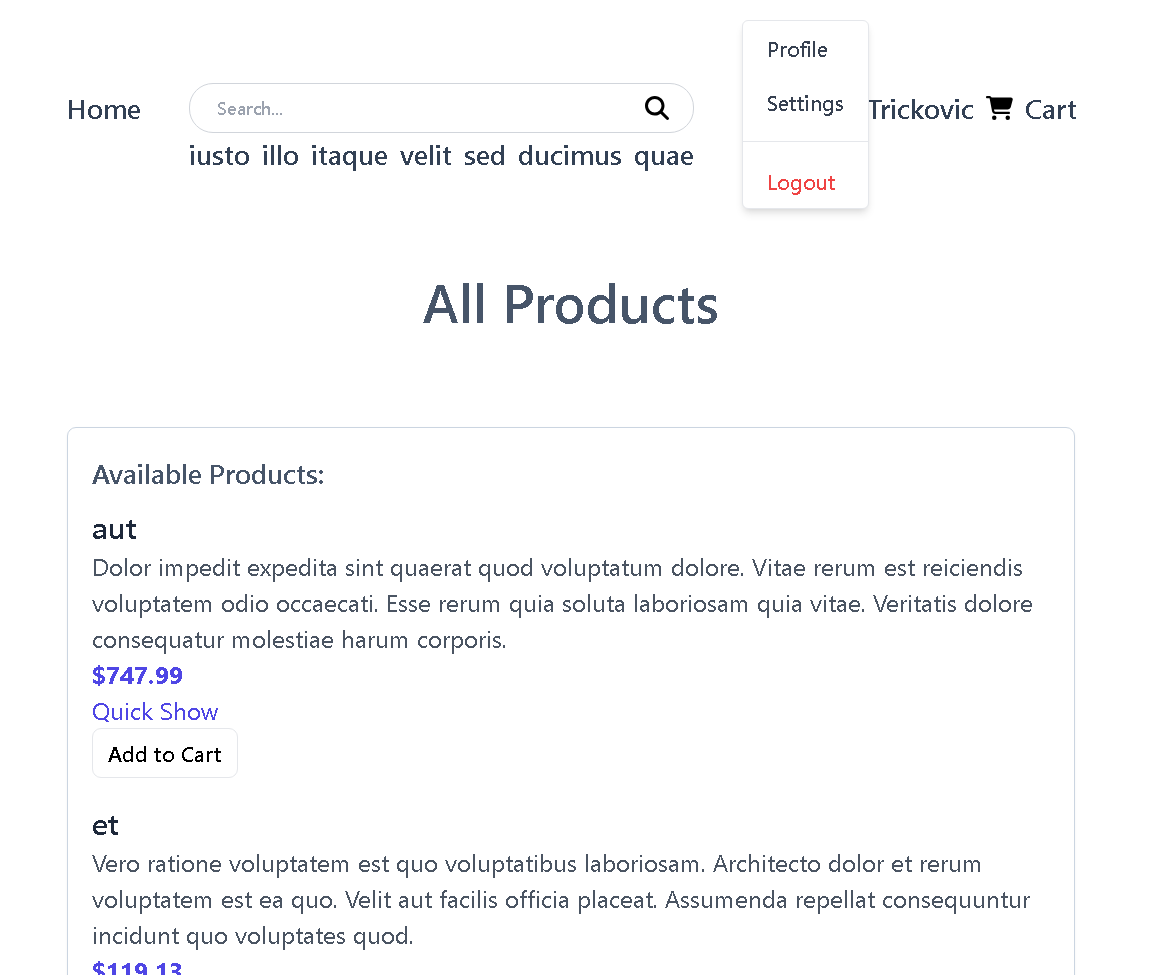 Profile
Settings
Logout
Home
Search...
Trickovic
Cart
iusto illo itaque velit sed ducimus quae
All Products
Available Products:
aut
Dolor impedit expedita sint quaerat quod voluptatum dolore. Vitae rerum est reiciendis
voluptatem odio occaecati. Esse rerum quia soluta laboriosam quia vitae. Veritatis dolore
consequatur molestiae harum corporis.
$747.99
Quick Show
Add to Cart
et
Vero ratione voluptatem est quo voluptatibus laboriosam. Architecto dolor et rerum
voluptatem est ea quo. Velit aut facilis officia placeat. Assumenda repellat consequuntur
incidunt quo voluptates quod.
$119.13